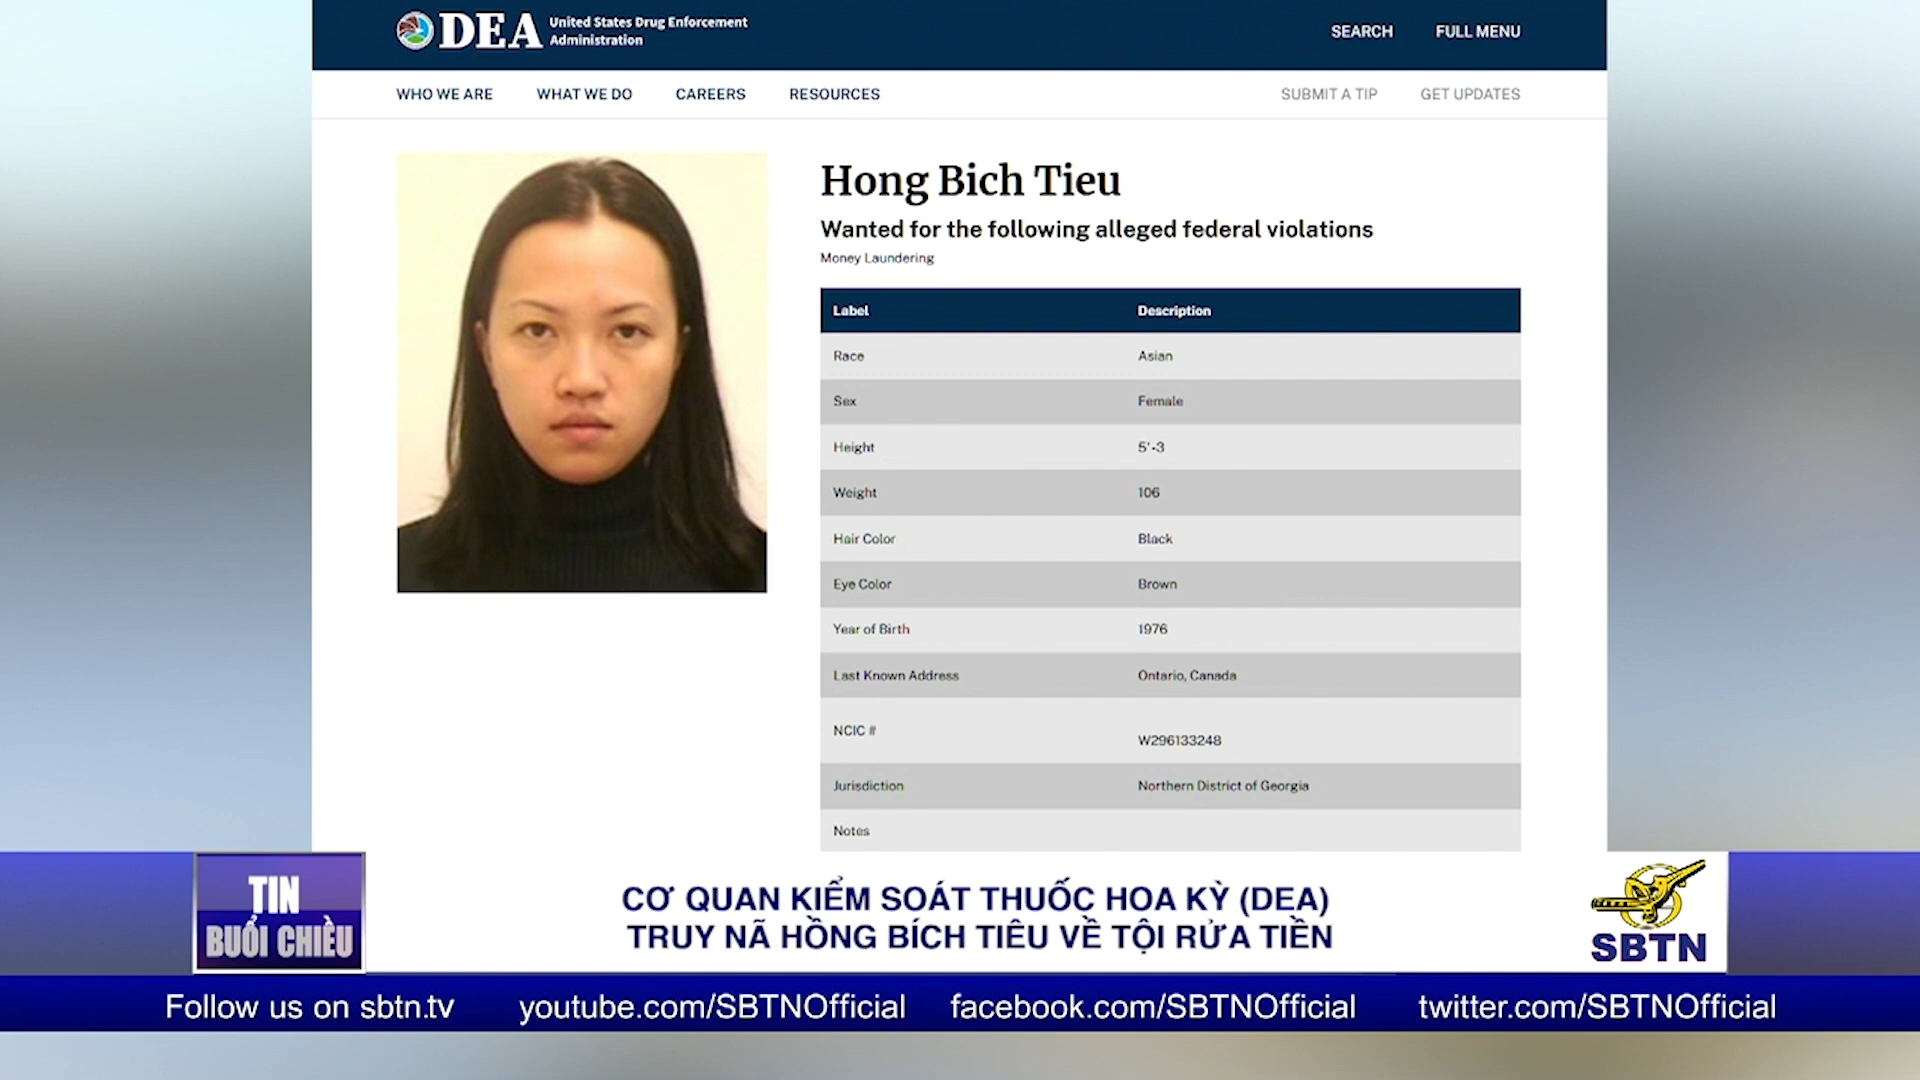 DEA
United States Drug Enforcement
Administration
SEARCH FULL MENU
WHO WE ARE WHAT WE DO CAREERS RESOURCES SUBMIT A TIP GET UPDATES
Hong Bich Tieu
Wanted for the following alleged federal violations
Money Laundering
Label Description
Race Asian
Sex Female
Height 5'-3
Weight 106
Hair Color Black
Eye Color Brown
Year of Birth 1976
Last Known Address Ontario, Canada
NCIC # W296133248
Jurisdiction Northern District of Georgia
Notes
TIN
BUỔI CHIỀU
CƠ QUAN KIỂM SOÁT THUỐC HOA KỲ (DEA)
TRUY NÃ HỒNG BÍCH TIÊU VỀ TỘI RỬA TIỀN
SBTN
Follow us on sbtn.tv youtube.com/SBTNOfficial facebook.com/SBTNOfficial twitter.com/SBTNOfficial